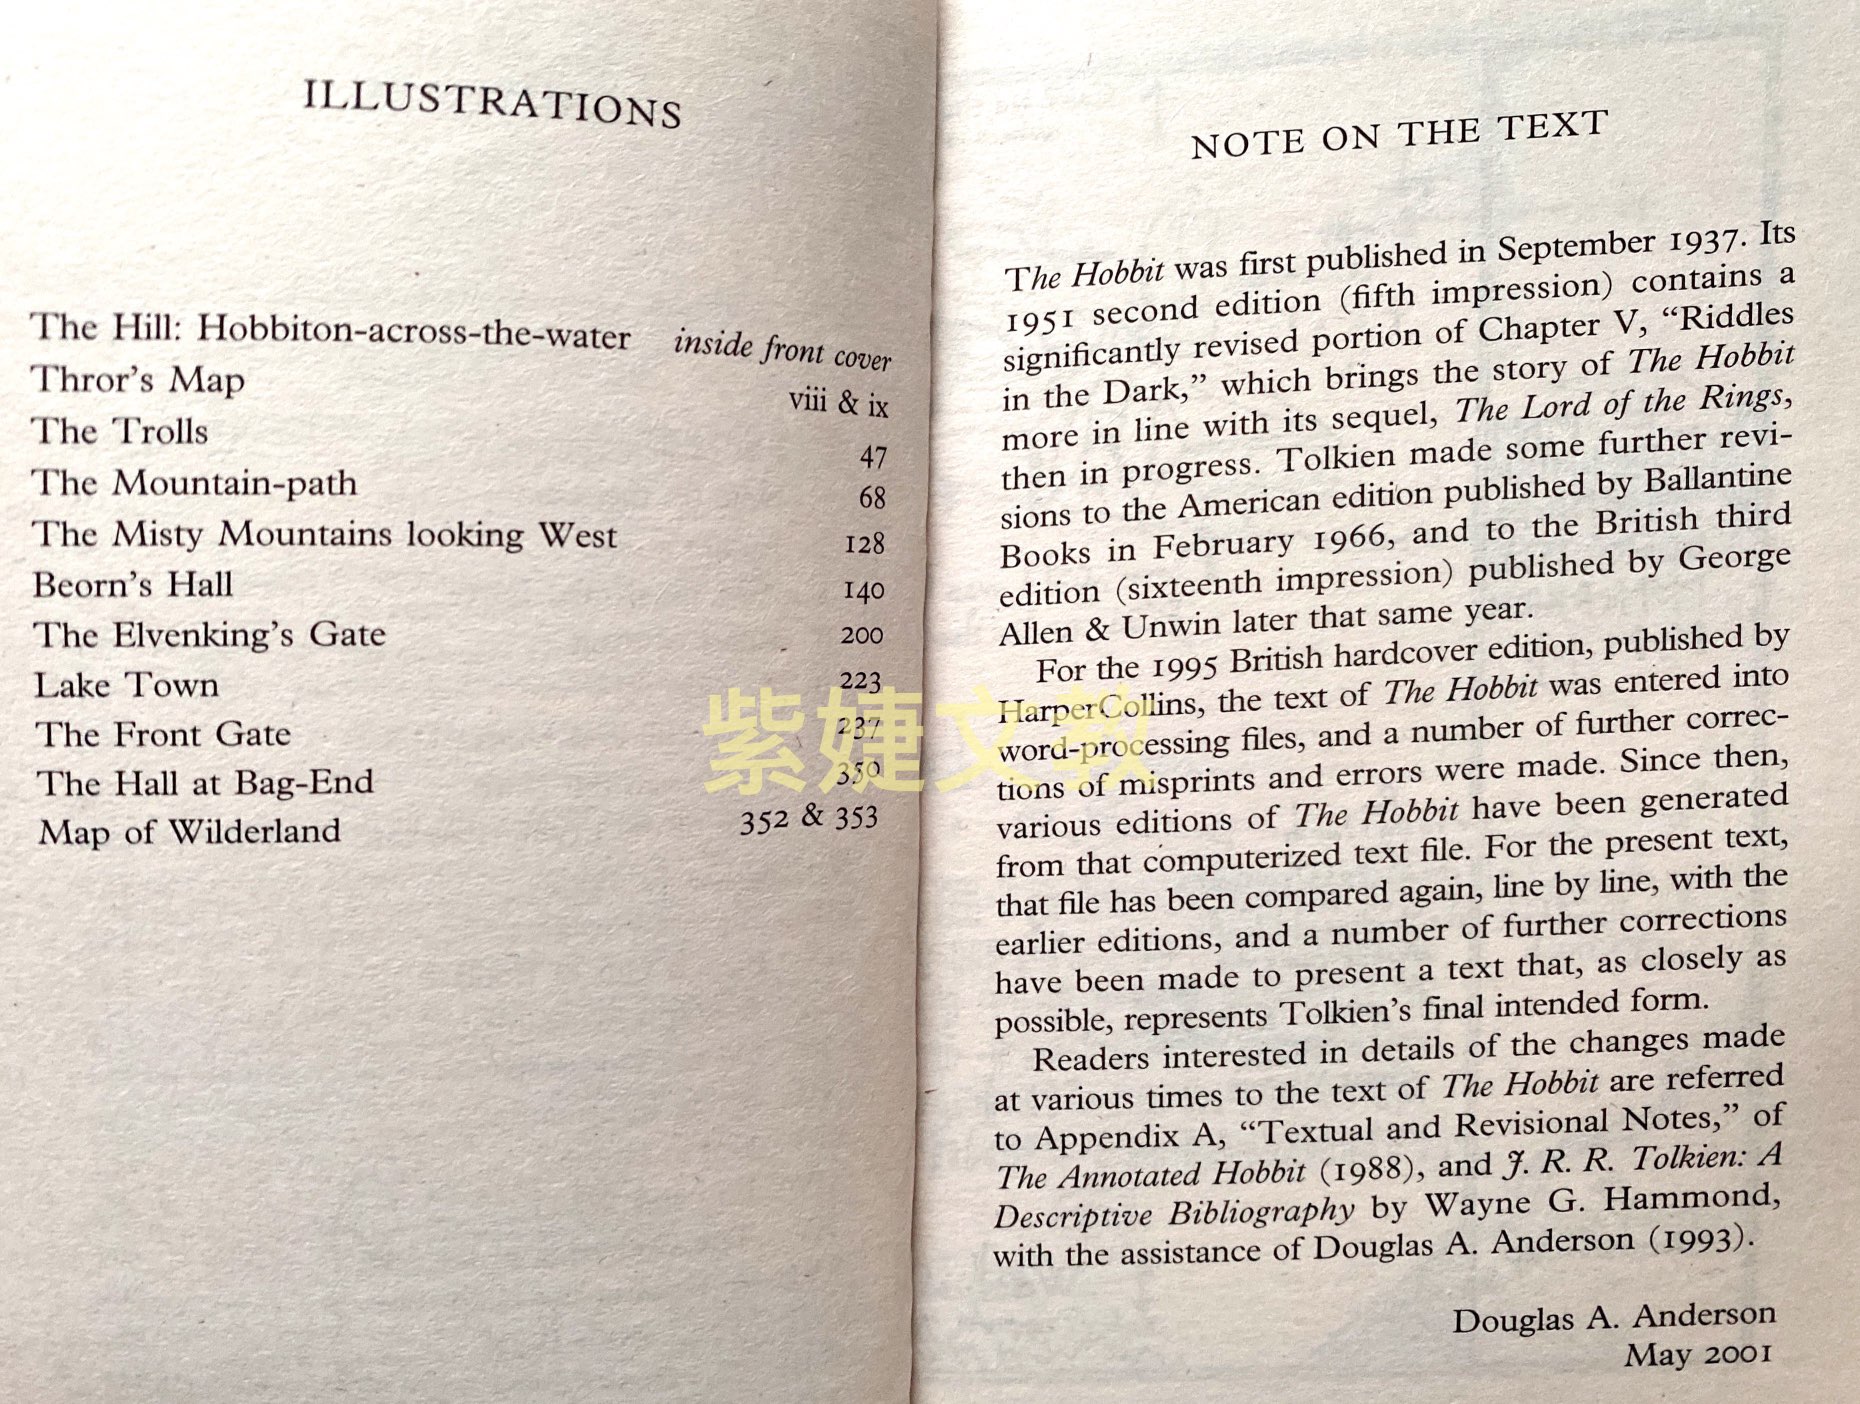 ILLUSTRATIONS
The Hill: Hobbiton-across-the-water inside front cover
Thror's Map viii & ix
The Trolls 47
The Mountain-path 68
The Misty Mountains looking West 128
Beorn's Hall 140
The Elvenking's Gate 200
Lake Town 223
The Front Gate 237
The Hall at Bag-End 350
Map of Wilderland 352 & 353
NOTE ON THE TEXT
The Hobbit was first published in September 1937. Its
1951 second edition (fifth impression) contains a
significantly revised portion of Chapter V, “Riddles
in the Dark,” which brings the story of The Hobbit
more in line with its sequel, The Lord of the Rings,
then in progress. Tolkien made some further revi-
sions to the American edition published by Ballantine
Books in February 1966, and to the British third
edition (sixteenth impression) published by George
Allen & Unwin later that same year.
For the 1995 British hardcover edition, published by
HarperCollins, the text of The Hobbit was entered into
word-processing files, and a number of further correc-
tions of misprints and errors were made. Since then,
various editions of The Hobbit have been generated
from that computerized text file. For the present text,
that file has been compared again, line by line, with the
earlier editions, and a number of further corrections
have been made to present a text that, as closely as
possible, represents Tolkien's final intended form.
Readers interested in details of the changes made
at various times to the text of The Hobbit are referred
to Appendix A, “Textual and Revisional Notes,” of
The Annotated Hobbit (1988), and J. R. R. Tolkien: A
Descriptive Bibliography by Wayne G. Hammond,
with the assistance of Douglas A. Anderson (1993).
Douglas A. Anderson
May 2001
紫婕文教